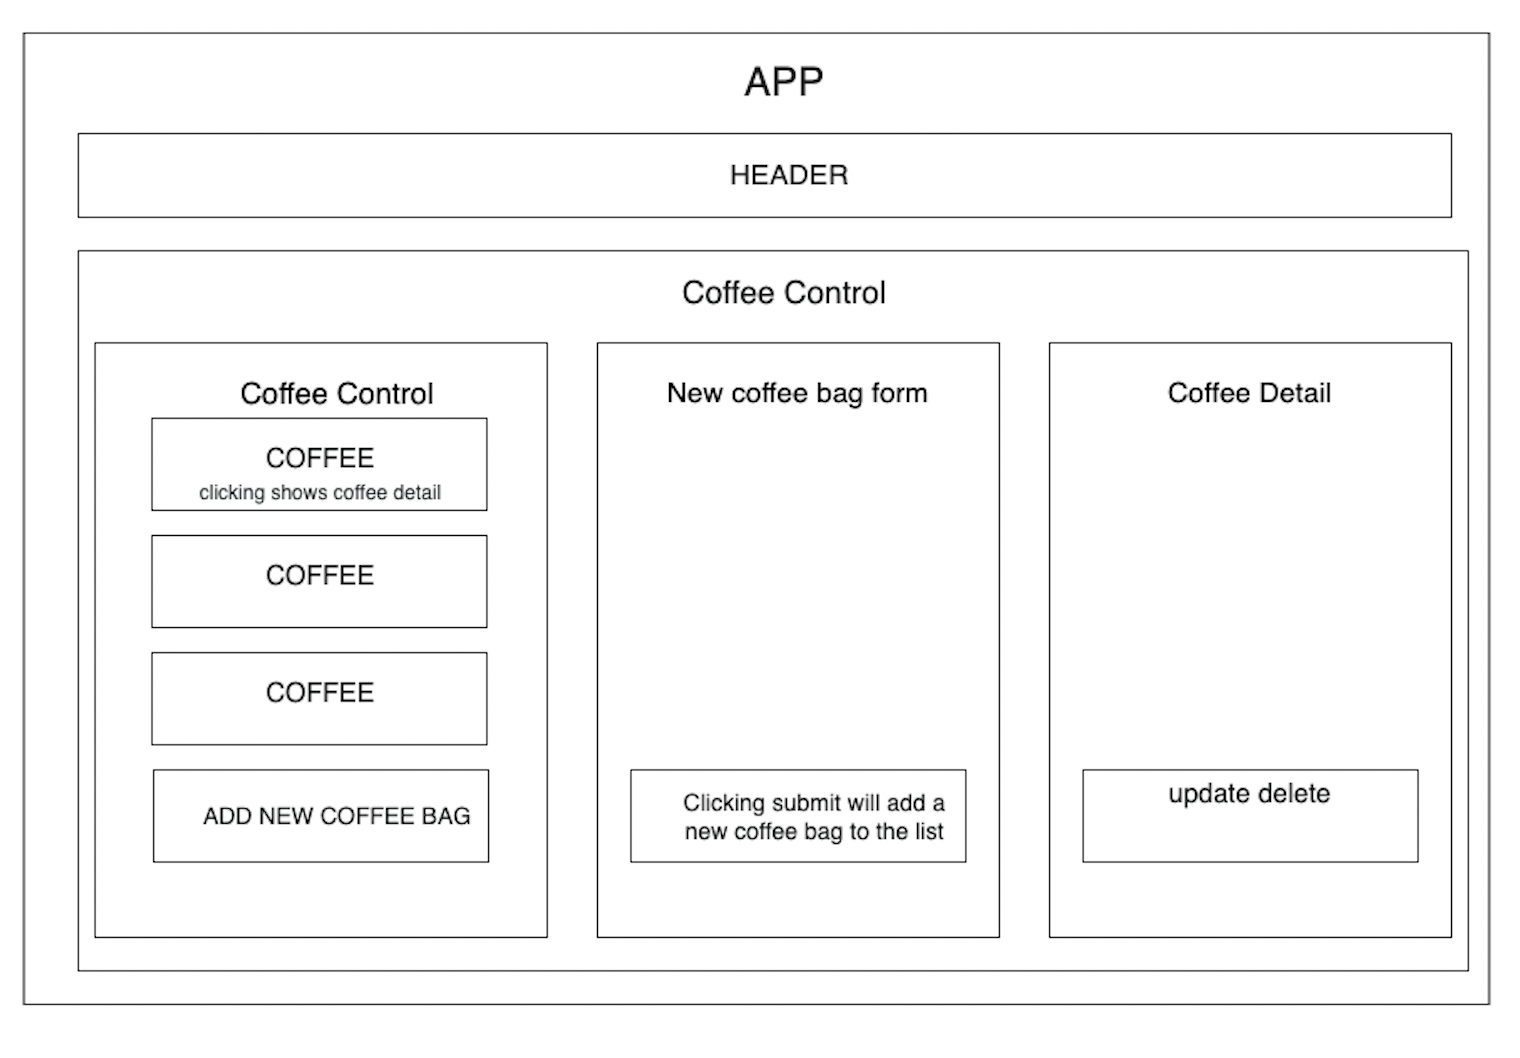 APP
HEADER
Coffee Control
Coffee Control
COFFEE
clicking shows coffee detail
COFFEE
COFFEE
ADD NEW COFFEE BAG
New coffee bag form
Clicking submit will add a
new coffee bag to the list
Coffee Detail
update delete